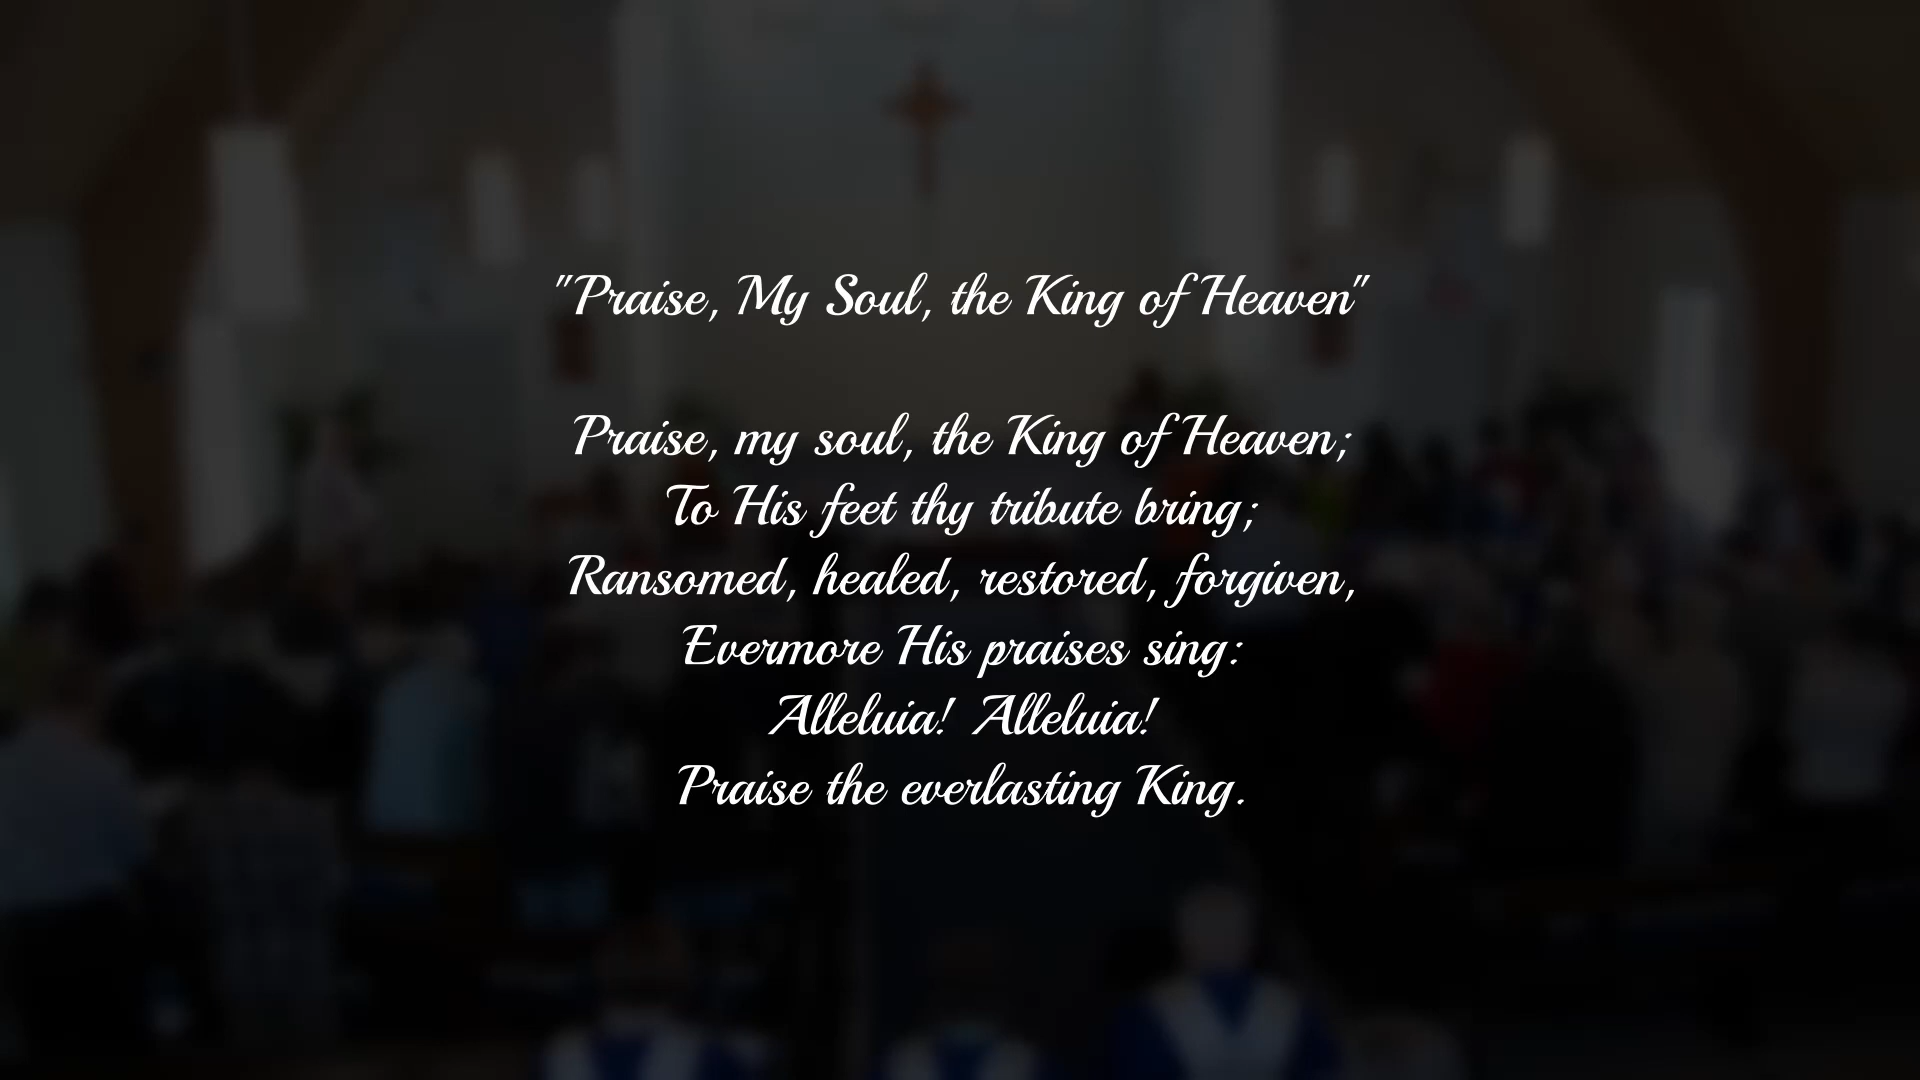 "Praise, My Soul, the King of Heaven"
Praise, my soul, the King of Heaven;
To His feet thy tribute bring;
Ransomed, healed, restored, forgiven,
Evermore His praises sing:
Alleluia! Alleluia!
Praise the everlasting King.